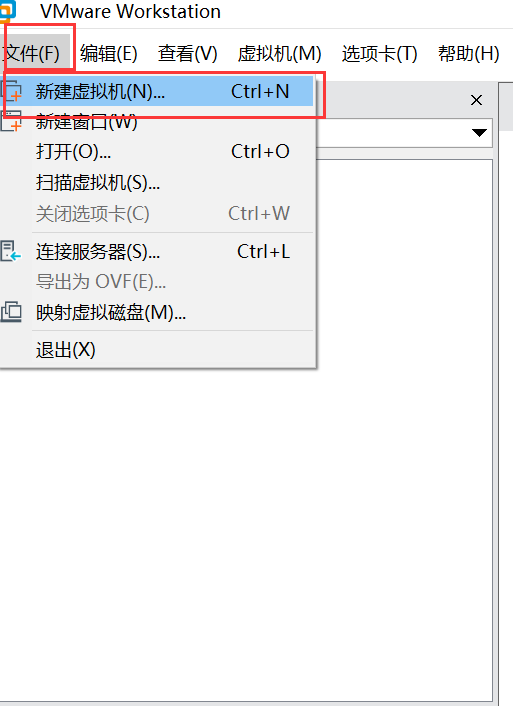 VMware Workstation
文件(F) 编辑(E) 查看(V) 虚拟机(M) 选项卡(T) 帮助(H)
新建虚拟机(N)... Ctrl+N
新建窗口(W)
打开(O)... Ctrl+O
扫描虚拟机(S)...
关闭选项卡(C) Ctrl+W
连接服务器(S)... Ctrl+L
导出为 OVF(E)...
映射虚拟磁盘(M)...
退出(X)